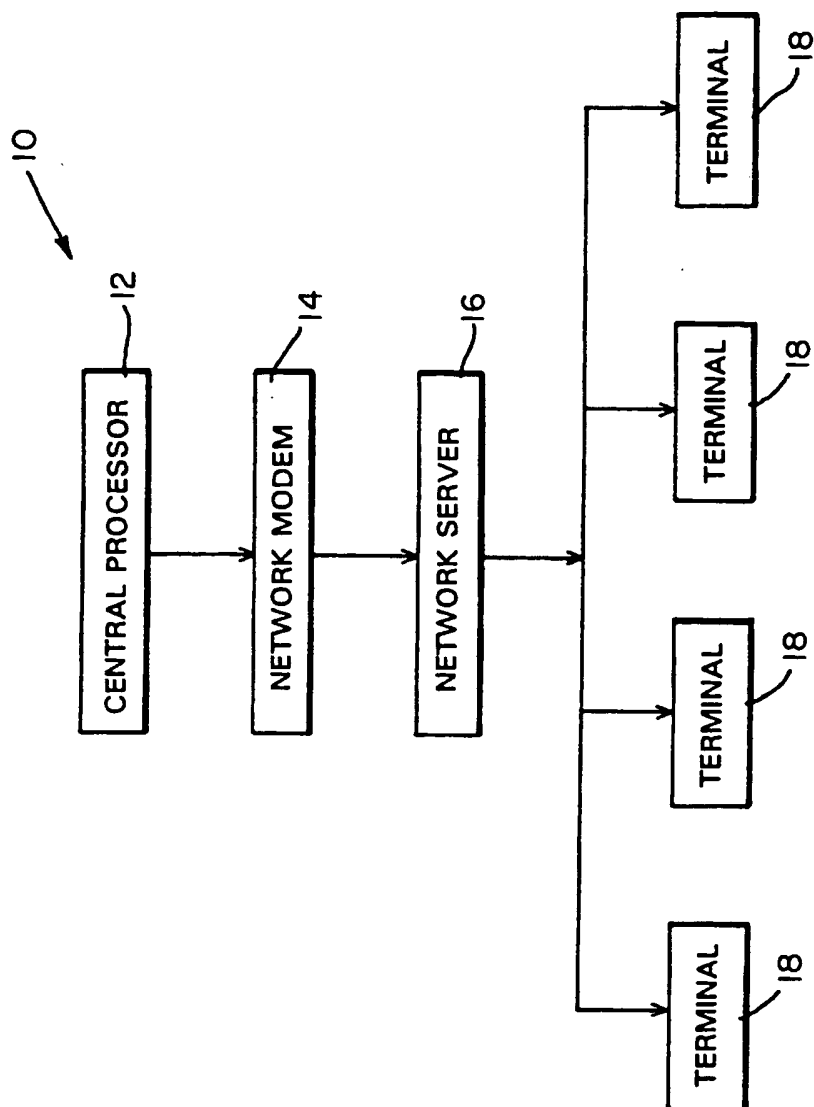 10
CENTRAL PROCESSOR
12
NETWORK MODEM
14
NETWORK SERVER
16
TERMINAL
18
TERMINAL
18
TERMINAL
18
TERMINAL
18